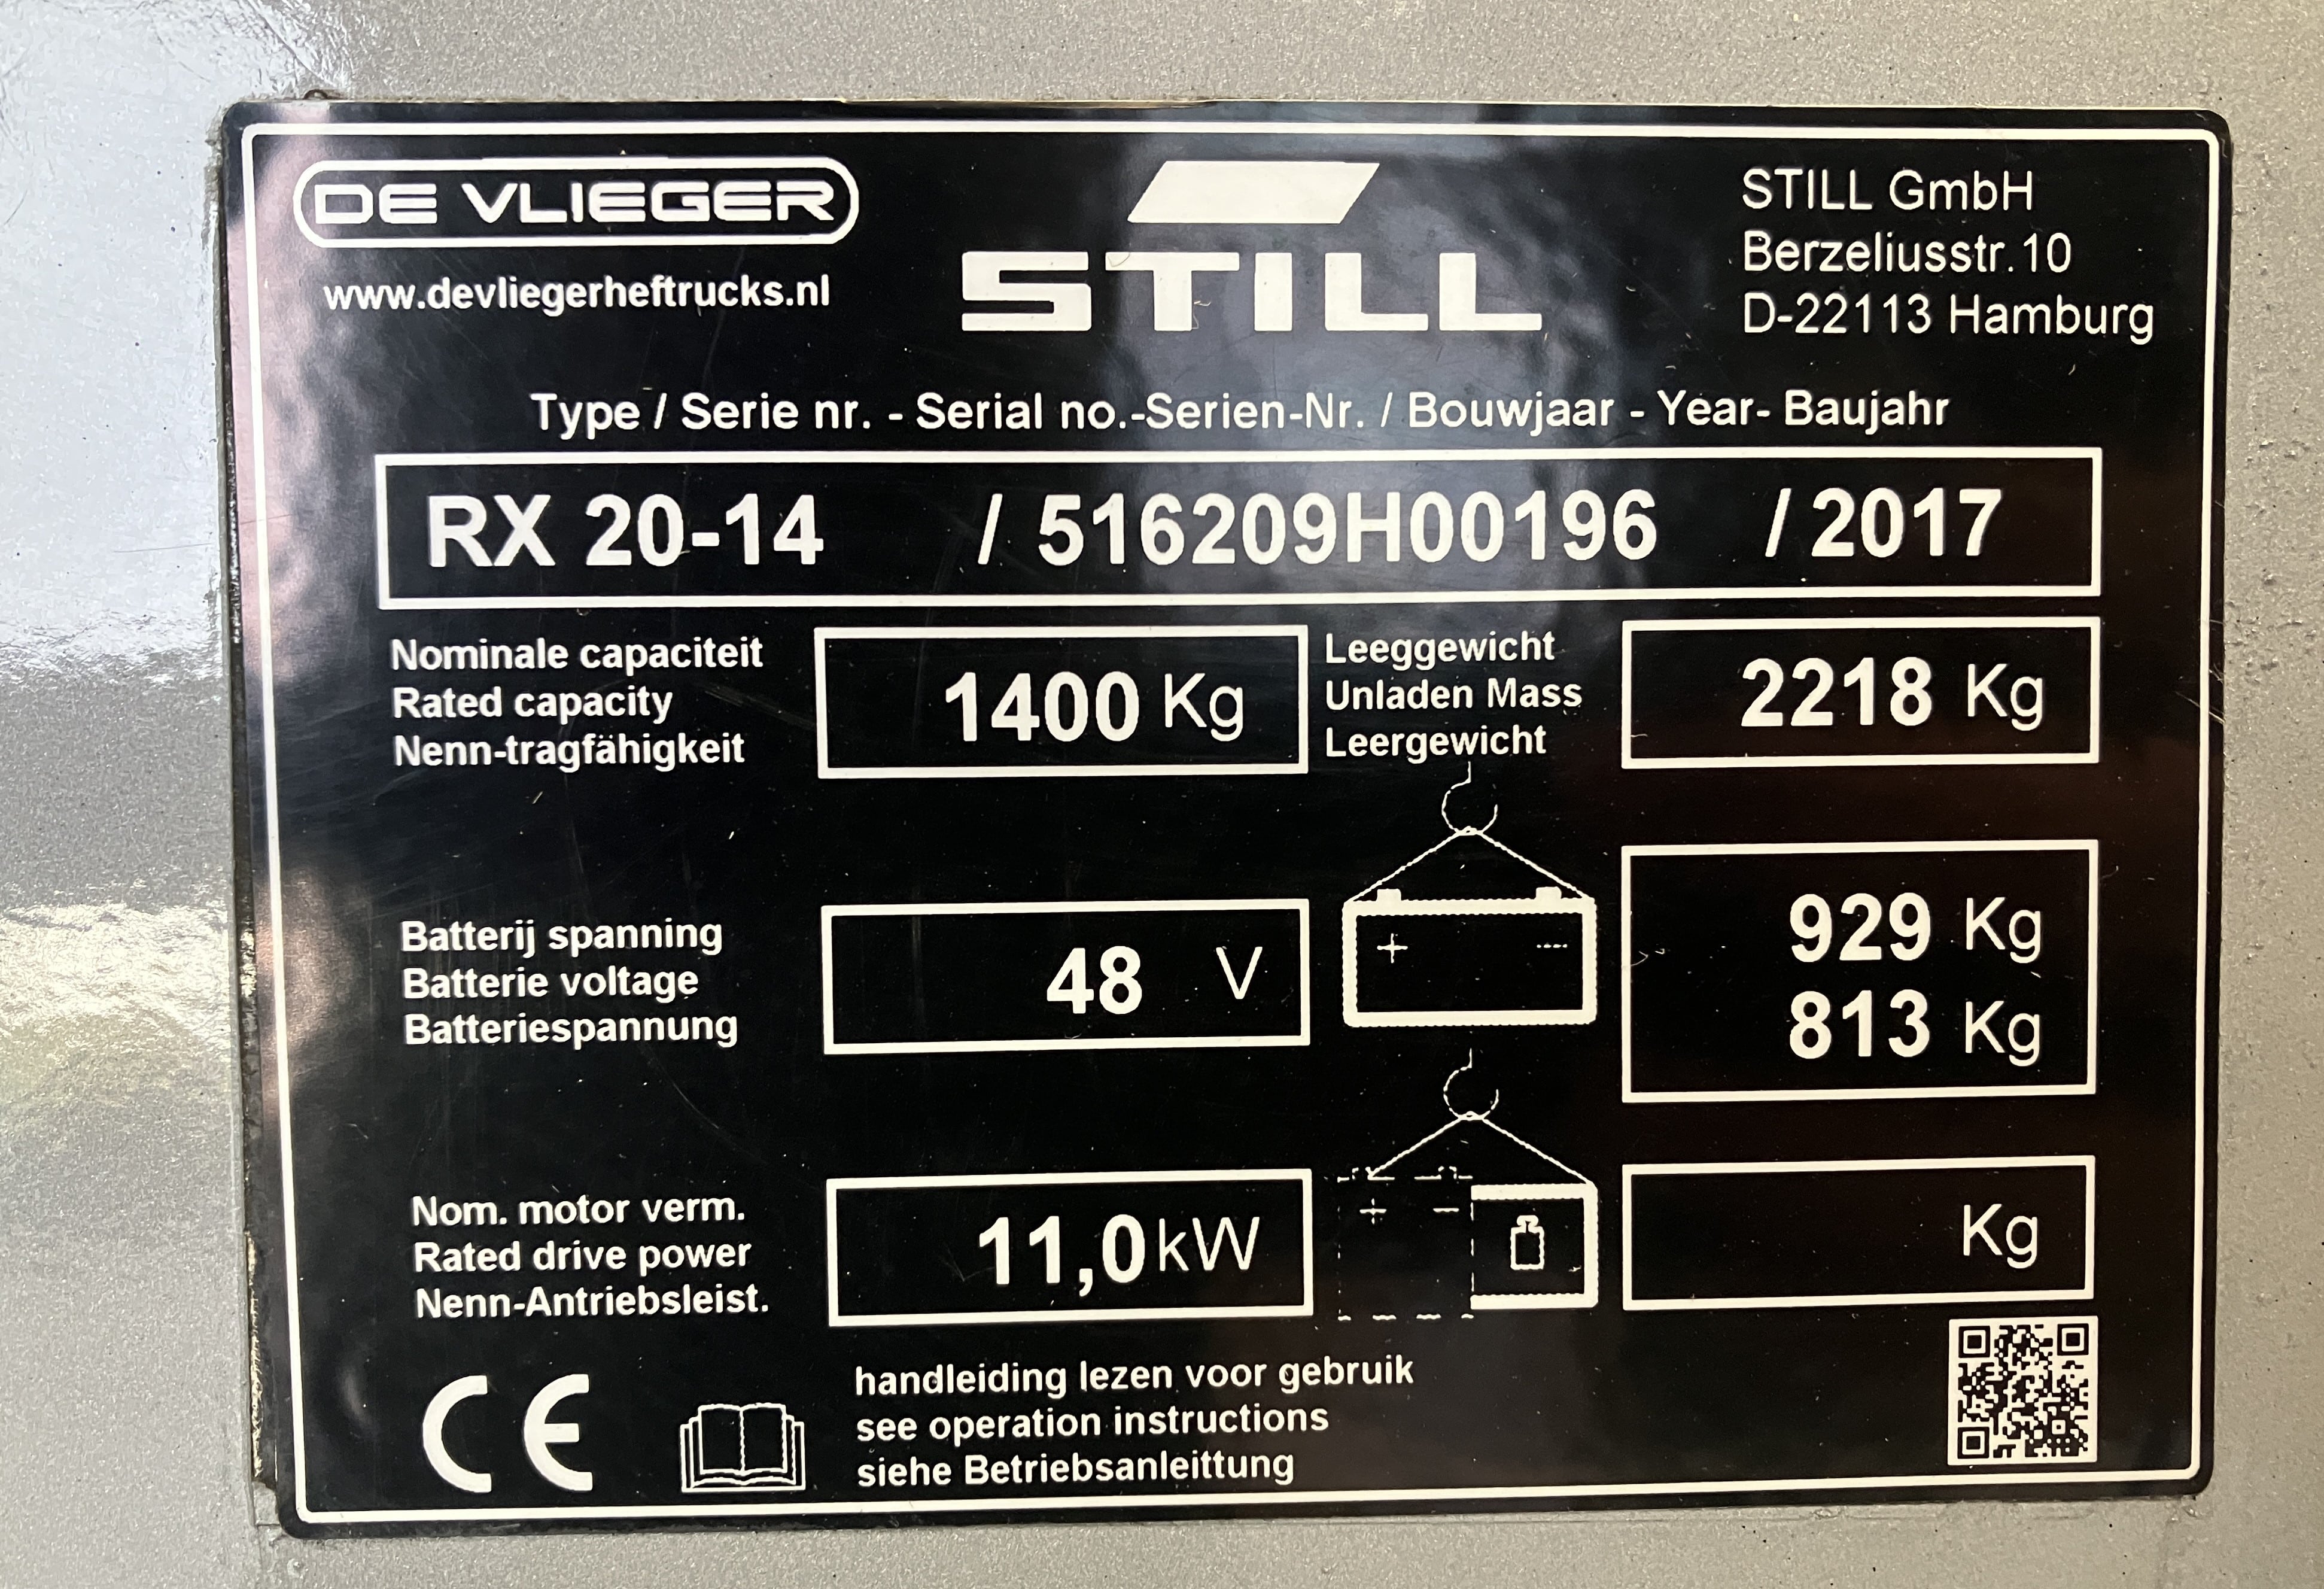 DE VLIEGER
www.devliegerheftrucks.nl
STILL
STILL GmbH
Berzeliusstr.10
D-22113 Hamburg
Type / Serie nr. - Serial no.-Serien-Nr. / Bouwjaar - Year- Baujahr
RX 20-14 / 516209H00196 / 2017
Nominale capaciteit
Rated capacity
Nenn-tragfähigkeit
1400 Kg
Leeggewicht
Unladen Mass
Leergewicht
2218 Kg
Batterij spanning
Batterie voltage
Batteriespannung
48 V
+ -
929 Kg
813 Kg
Nom. motor verm.
Rated drive power
Nenn-Antriebsleist.
11,0kW
+ -
Kg
CE
handleiding lezen voor gebruik
see operation instructions
siehe Betriebsanleittung